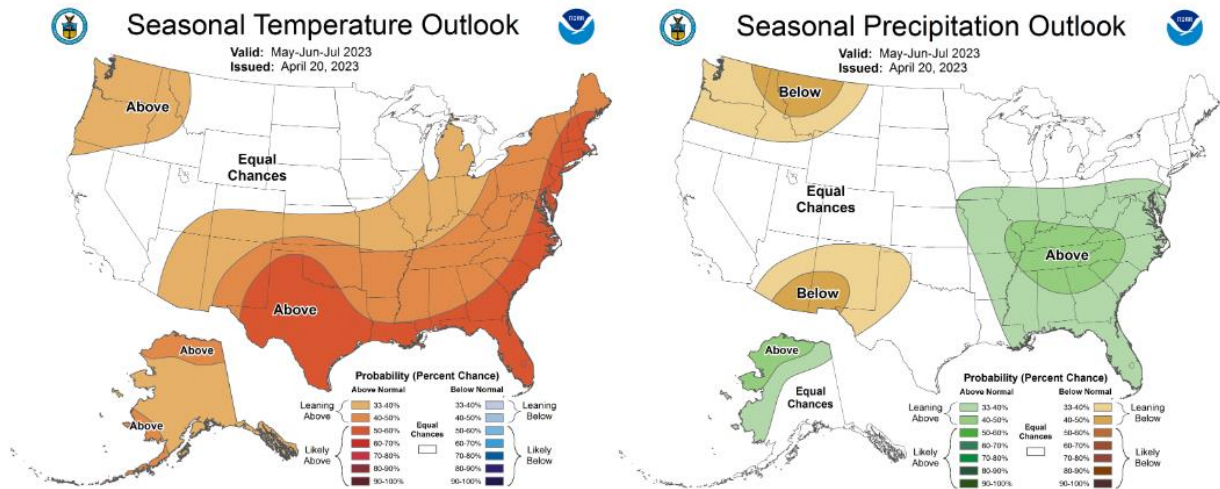 Seasonal Temperature Outlook
Valid: May-Jun-Jul 2023
Issued: April 20, 2023
Above
Equal
Chances
Above
Above
Above
Probability (Percent Chance)
Above Normal
Below Normal
Leaning
Above
33-40%
40-50%
50-60%
Likely
Above
60-70%
70-80%
80-90%
90-100%
Equal
Chances
33-40%
40-50%
50-60%
60-70%
70-80%
80-90%
90-100%
Leaning
Below
Likely
Below
Seasonal Precipitation Outlook
Valid: May-Jun-Jul 2023
Issued: April 20, 2023
Below
Equal
Chances
Above
Below
Above
Equal
Chances
Probability (Percent Chance)
Above Normal
Below Normal
Leaning
Above
33-40%
40-50%
50-60%
Likely
Above
60-70%
70-80%
80-90%
90-100%
Equal
Chances
33-40%
40-50%
50-60%
60-70%
70-80%
80-90%
90-100%
Leaning
Below
Likely
Below